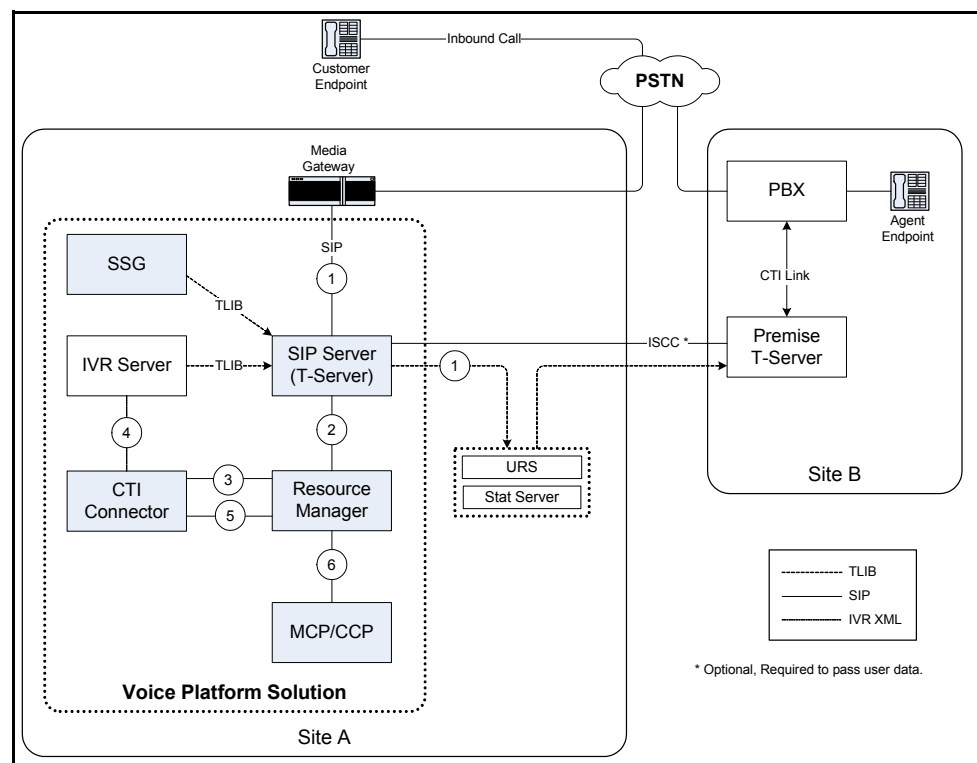 Inbound Call
Customer
Endpoint
PSTN
Media
Gateway
PBX
Agent
Endpoint
SIP
SSG
1
CTI Link
TLIB
IVR Server
TLIB
SIP Server
(T-Server)
1
ISCC *
Premise
T-Server
4
2
URS
Stat Server
Site B
CTI
Connector
3
5
Resource
Manager
6
TLIB
SIP
IVR XML
MCP/CCP
* Optional, Required to pass user data.
Voice Platform Solution
Site A